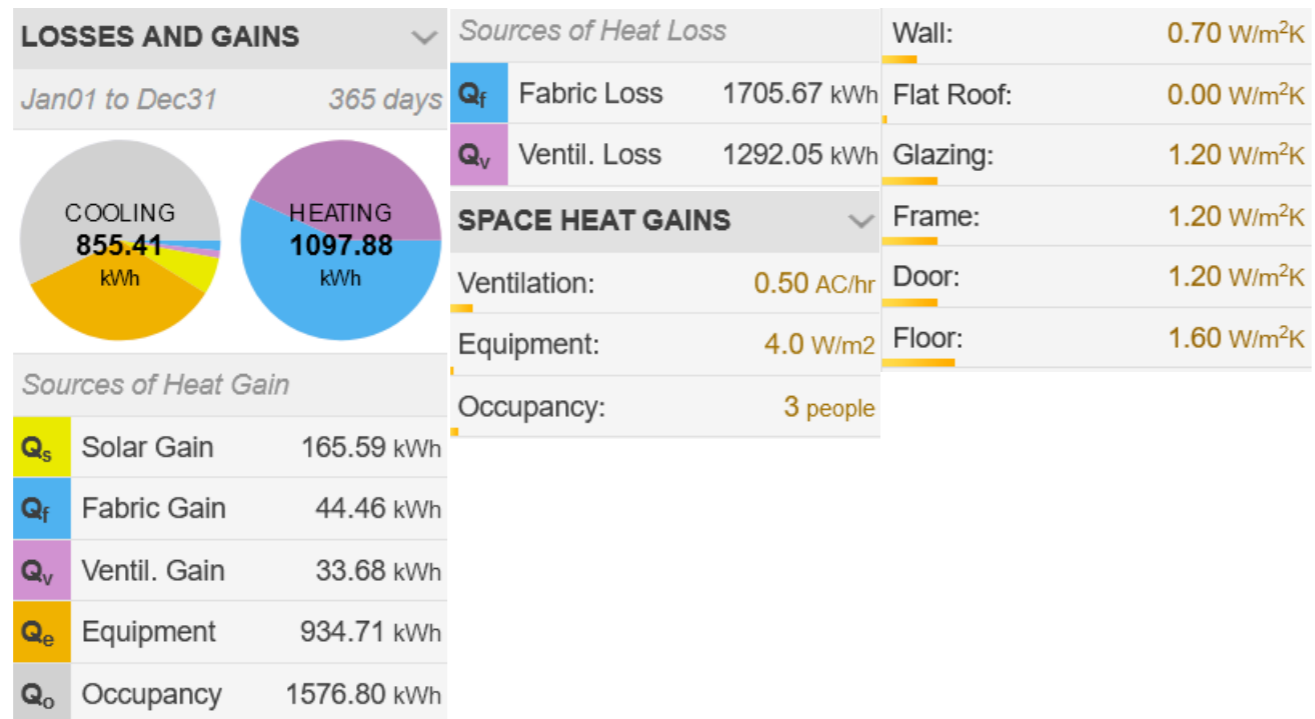 LOSSES AND GAINS
Jan01 to Dec31 365 days
COOLING
855.41
kWh
HEATING
1097.88
kWh
Sources of Heat Gain
Qs Solar Gain 165.59 kWh
Qf Fabric Gain 44.46 kWh
Qv Ventil. Gain 33.68 kWh
Qe Equipment 934.71 kWh
Qo Occupancy 1576.80 kWh
Sources of Heat Loss
Qf Fabric Loss 1705.67 kWh
Qv Ventil. Loss 1292.05 kWh
SPACE HEAT GAINS
Ventilation: 0.50 AC/hr
Equipment: 4.0 W/m2
Occupancy: 3 people
Wall: 0.70 W/m²K
Flat Roof: 0.00 W/m²K
Glazing: 1.20 W/m²K
Frame: 1.20 W/m²K
Door: 1.20 W/m²K
Floor: 1.60 W/m²K